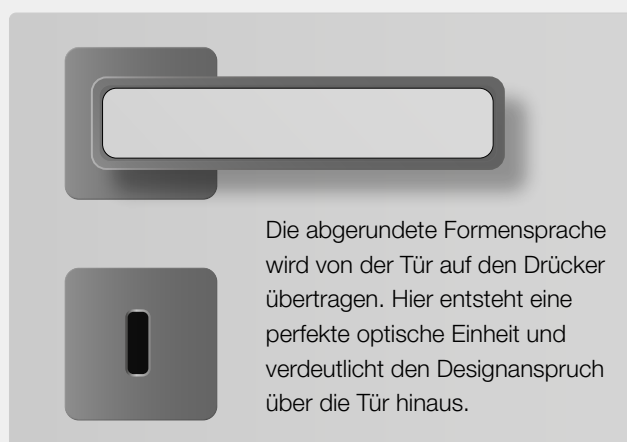 Die abgerundete Formensprache
wird von der Tür auf den Drücker
übertragen. Hier entsteht eine
perfekte optische Einheit und
verdeutlicht den Designanspruch
über die Tür hinaus.